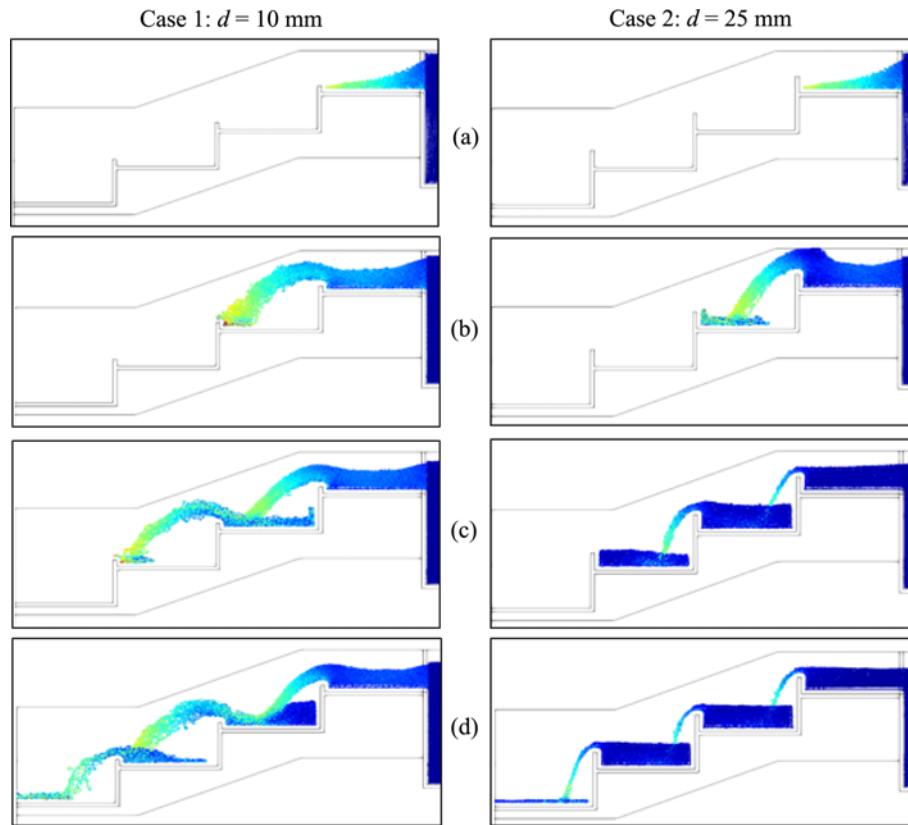 Case 1: d = 10 mm
Case 2: d = 25 mm
(a)
(b)
(c)
(d)